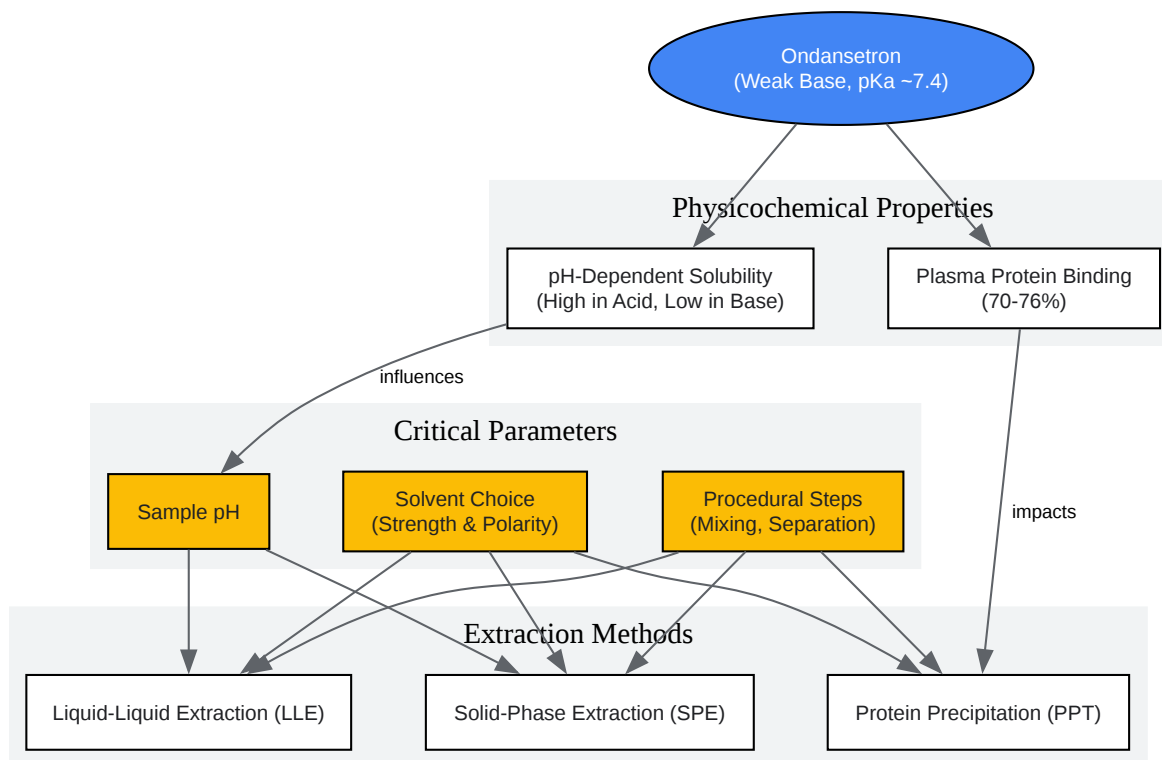 Ondansetron
(Weak Base, pKa ~7.4)
Physicochemical Properties
pH-Dependent Solubility
(High in Acid, Low in Base)
Plasma Protein Binding
(70-76%)
influences
Critical Parameters
Sample pH
Solvent Choice
(Strength & Polarity)
Procedural Steps
(Mixing, Separation)
impacts
Extraction Methods
Liquid-Liquid Extraction (LLE)
Solid-Phase Extraction (SPE)
Protein Precipitation (PPT)